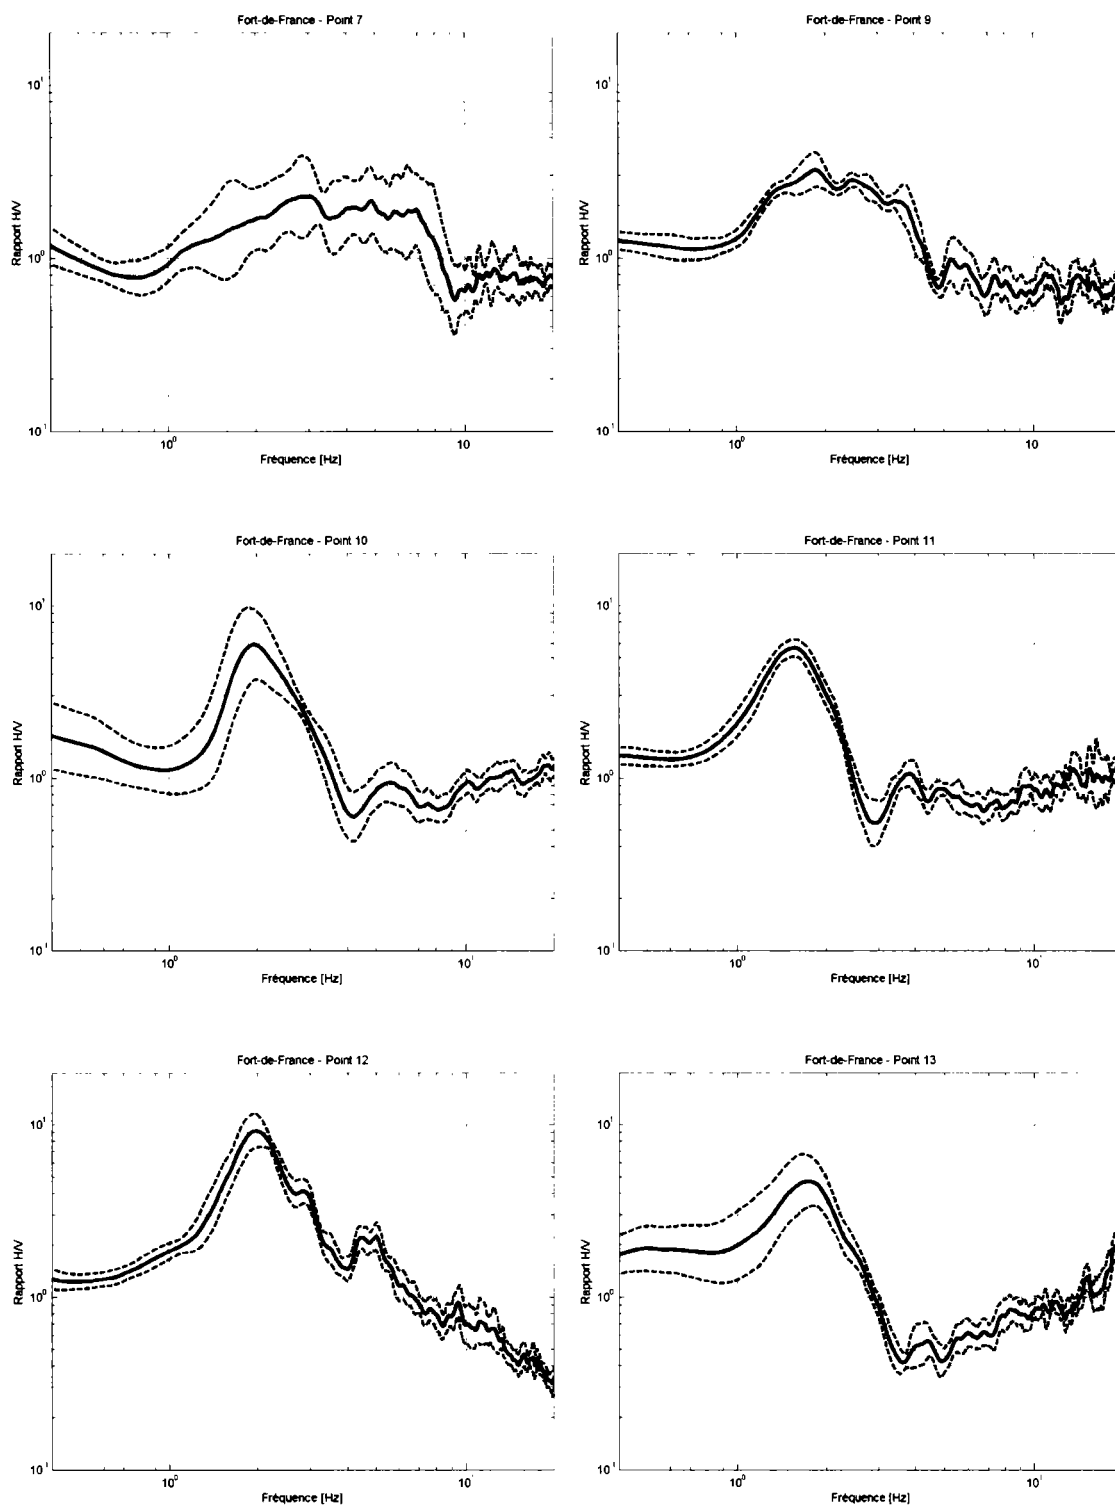 Fort-de-France - Point 7
Fort-de-France - Point 9
10¹
10⁰
10⁻¹
Rapport H/V
10⁰
10
Fréquence [Hz]
10¹
10⁰
10⁻¹
Rapport H/V
10⁰
10
Fréquence [Hz]
Fort-de-France - Point 10
Fort-de-France - Point 11
10¹
10⁰
10⁻¹
Rapport H/V
10⁰
10¹
Fréquence [Hz]
10¹
10⁰
10⁻¹
Rapport H/V
10⁰
10¹
Fréquence [Hz]
Fort-de-France - Point 12
Fort-de-France - Point 13
10¹
10⁰
10⁻¹
Rapport H/V
10⁰
10¹
Fréquence [Hz]
10¹
10⁰
10⁻¹
Rapport H/V
10⁰
10¹
Fréquence [Hz]